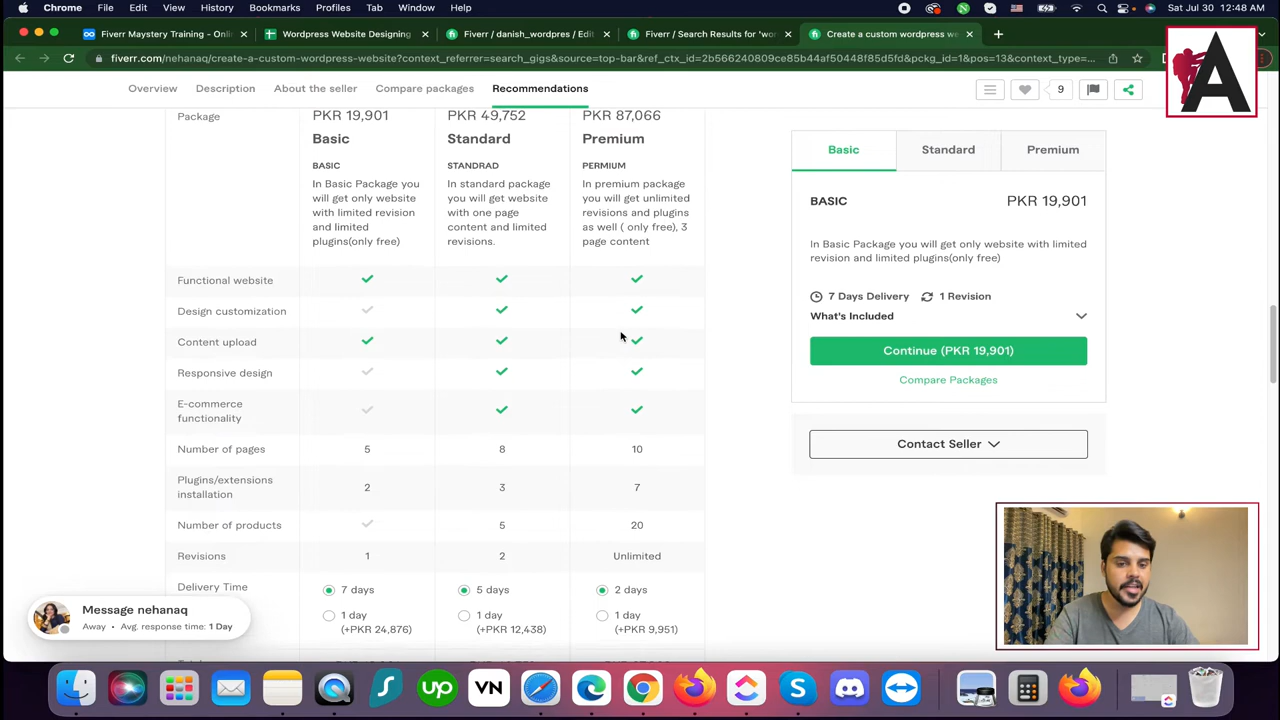 Chrome File Edit View History Bookmarks Profiles Tab Window Help
Sat Jul 30 12:48 AM
Fiverr Maystery Training - Onli
Wordpress Website Designing
Fiverr / danish_wordpres / Edit
Fiverr / Search Results for 'wor
Create a custom wordpress we
fiverr.com/nehanaq/create-a-custom-wordpress-website?context_referrer=search_gigs&source=top-bar&ref_ctx_id=2b566240809ce85b44af50448f85d5fd&pckg_id=1&pos=13&context_type=...
A
Overview Description About the seller Compare packages Recommendations
9
Package PKR 19,901 PKR 49,752 PKR 87,066
Basic Standard Premium
BASIC STANDRAD PERMIUM
In Basic Package you In standard package In premium package
will get only website you will get website you will get unlimited
with limited revision with one page revisions and plugins
and limited content and limited as well ( only free), 3
plugins(only free) revisions. page content
Functional website
Design customization
Content upload
Responsive design
E-commerce
functionality
Number of pages 5 8 10
Plugins/extensions
installation 2 3 7
Number of products 5 20
Revisions 1 2 Unlimited
Delivery Time 7 days 5 days 2 days
1 day 1 day 1 day
(+PKR 24,876) (+PKR 12,438) (+PKR 9,951)
Basic Standard Premium
BASIC PKR 19,901
In Basic Package you will get only website with limited
revision and limited plugins(only free)
7 Days Delivery 1 Revision
What's Included
Continue (PKR 19,901)
Compare Packages
Contact Seller
Message nehanaq
Away • Avg. response time: 1 Day
up VN